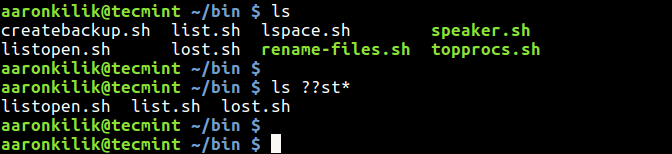 aaronkilik@tecmint ~/bin $ ls
createbackup.sh  list.sh  lspace.sh        speaker.sh
listopen.sh      lost.sh  rename-files.sh  topprocs.sh
aaronkilik@tecmint ~/bin $
aaronkilik@tecmint ~/bin $ ls ??st*
listopen.sh  list.sh  lost.sh
aaronkilik@tecmint ~/bin $
aaronkilik@tecmint ~/bin $